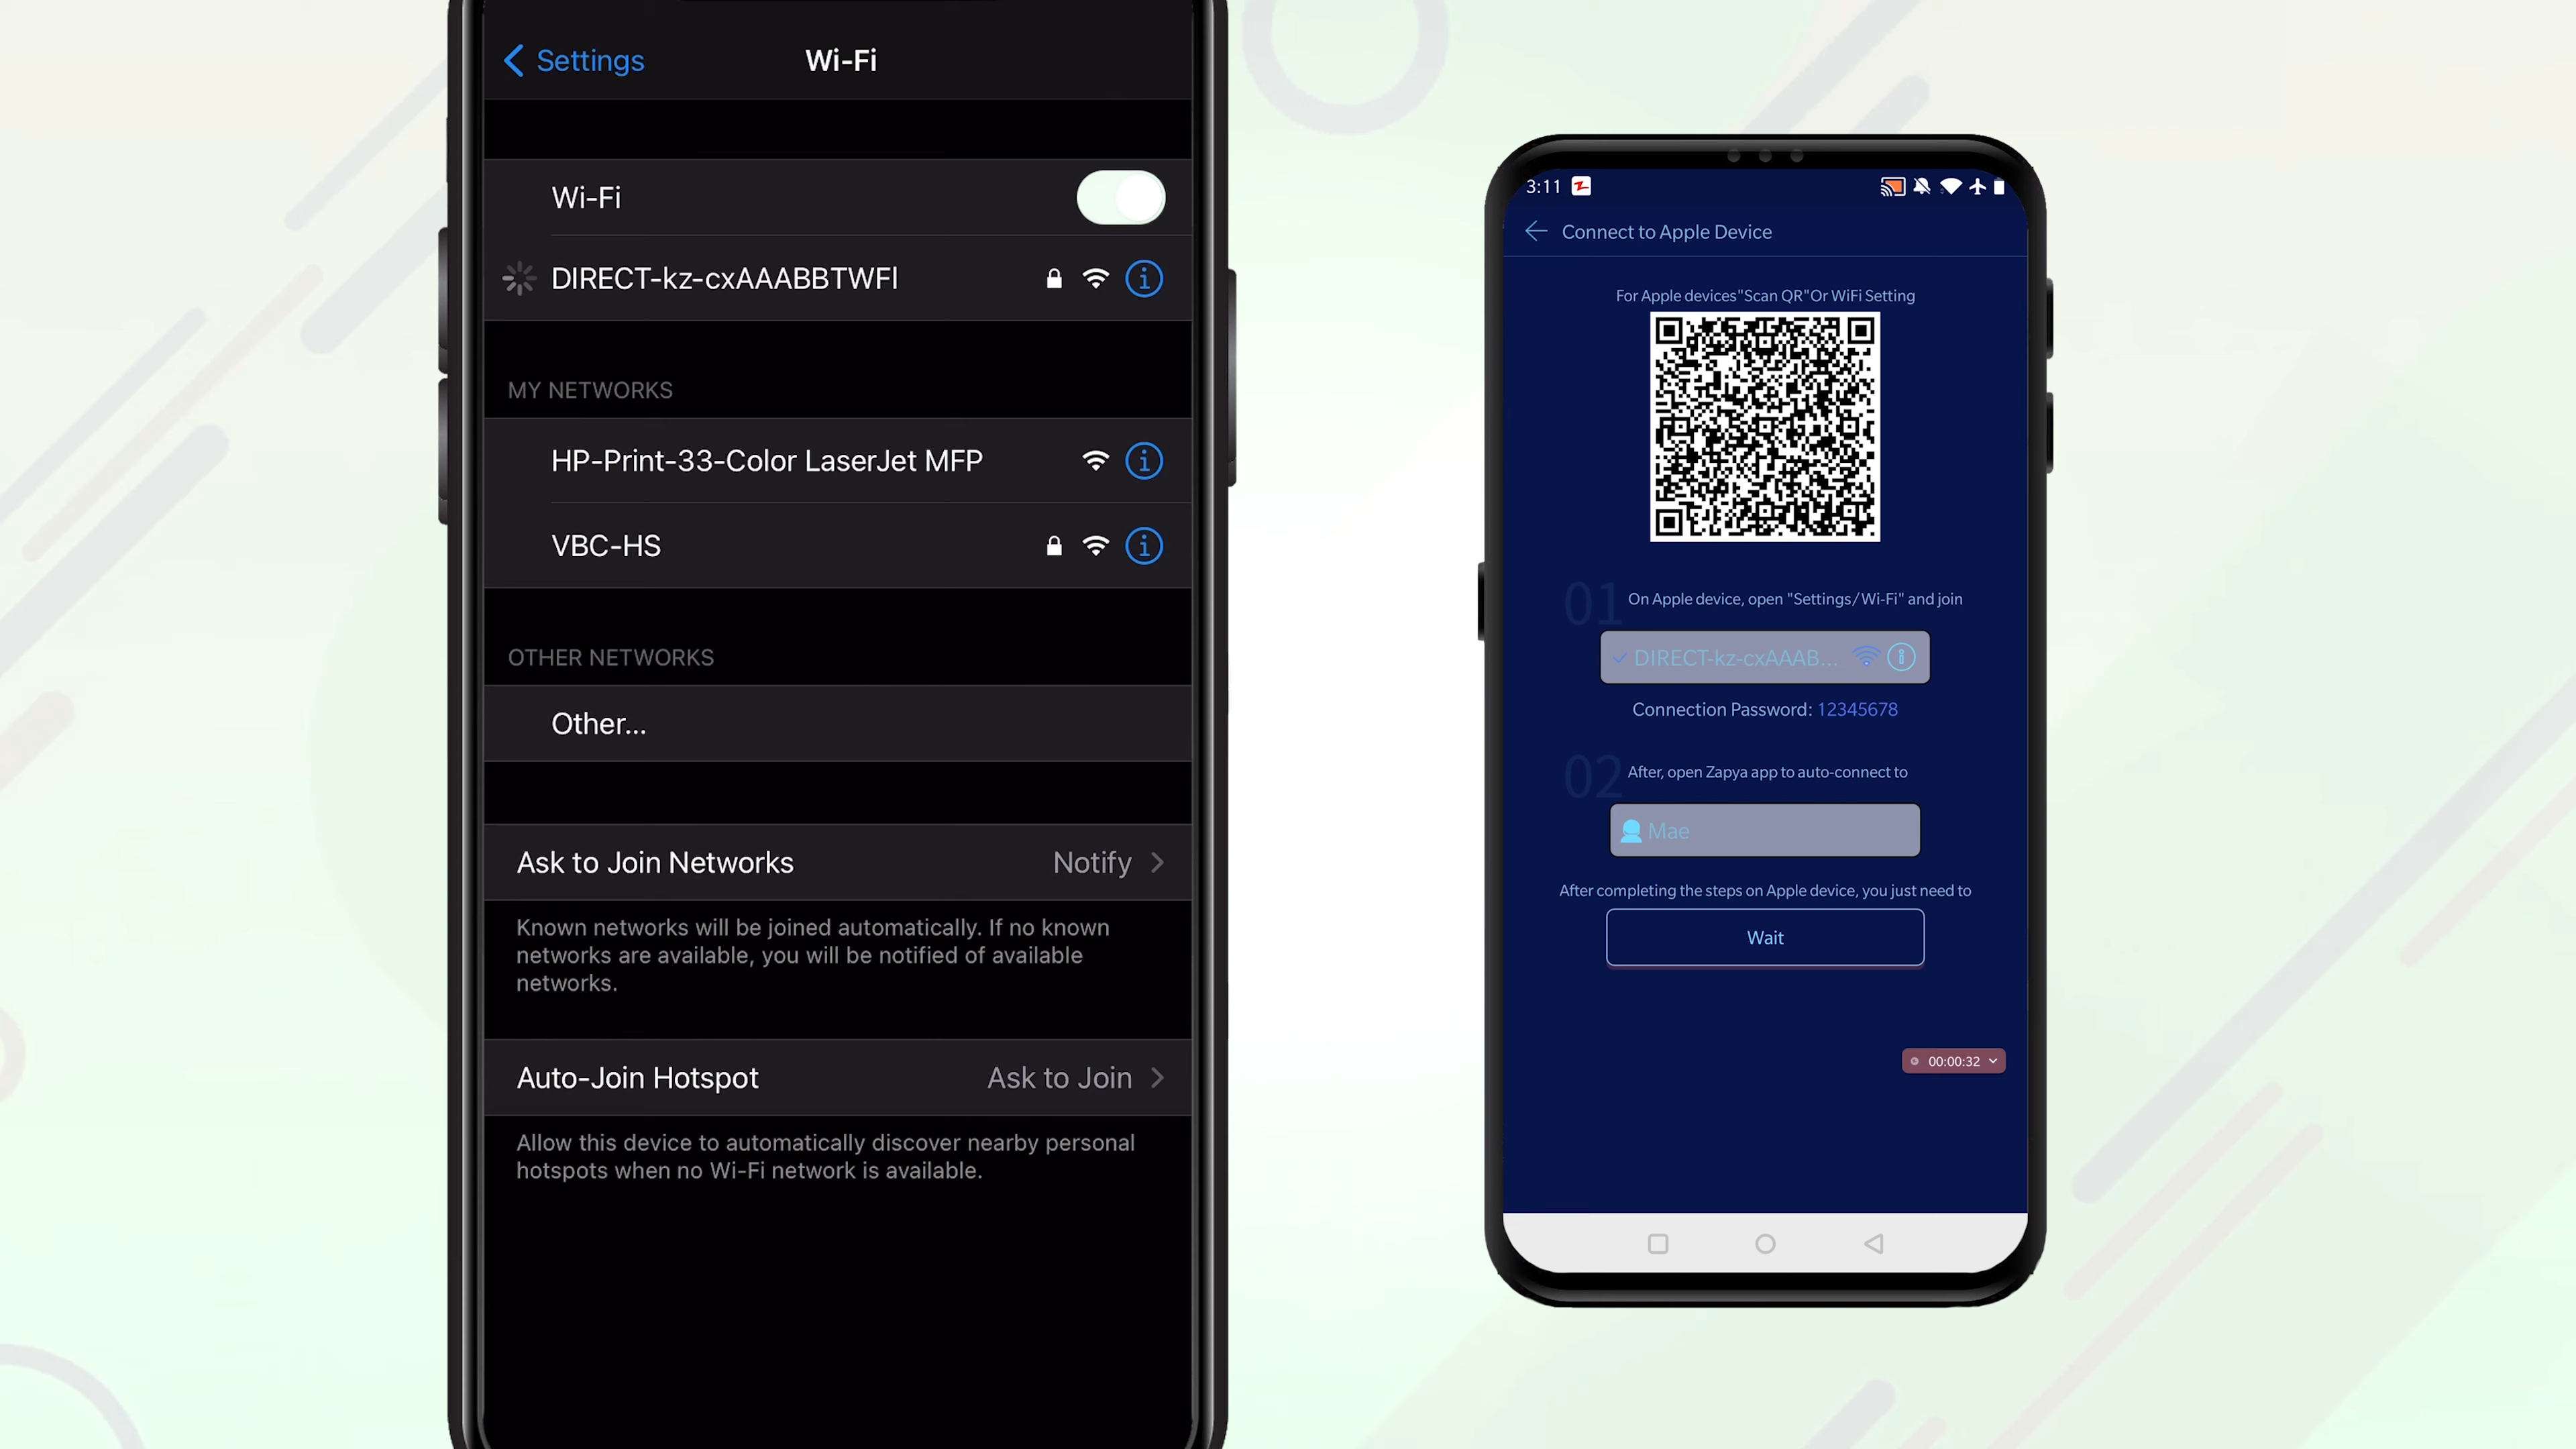 Settings
Wi-Fi
Wi-Fi
DIRECT-kz-cxAAABBTWFl
MY NETWORKS
HP-Print-33-Color LaserJet MFP
VBC-HS
OTHER NETWORKS
Other...
Ask to Join Networks Notify
Known networks will be joined automatically. If no known
networks are available, you will be notified of available
networks.
Auto-Join Hotspot Ask to Join
Allow this device to automatically discover nearby personal
hotspots when no Wi-Fi network is available.
3:11
Connect to Apple Device
For Apple devices"Scan QR"Or WiFi Setting
01 On Apple device, open "Settings/Wi-Fi" and join
DIRECT-kz-cxAAAB...
Connection Password: 12345678
02 After, open Zapya app to auto-connect to
Mae
After completing the steps on Apple device, you just need to
Wait
00:00:32